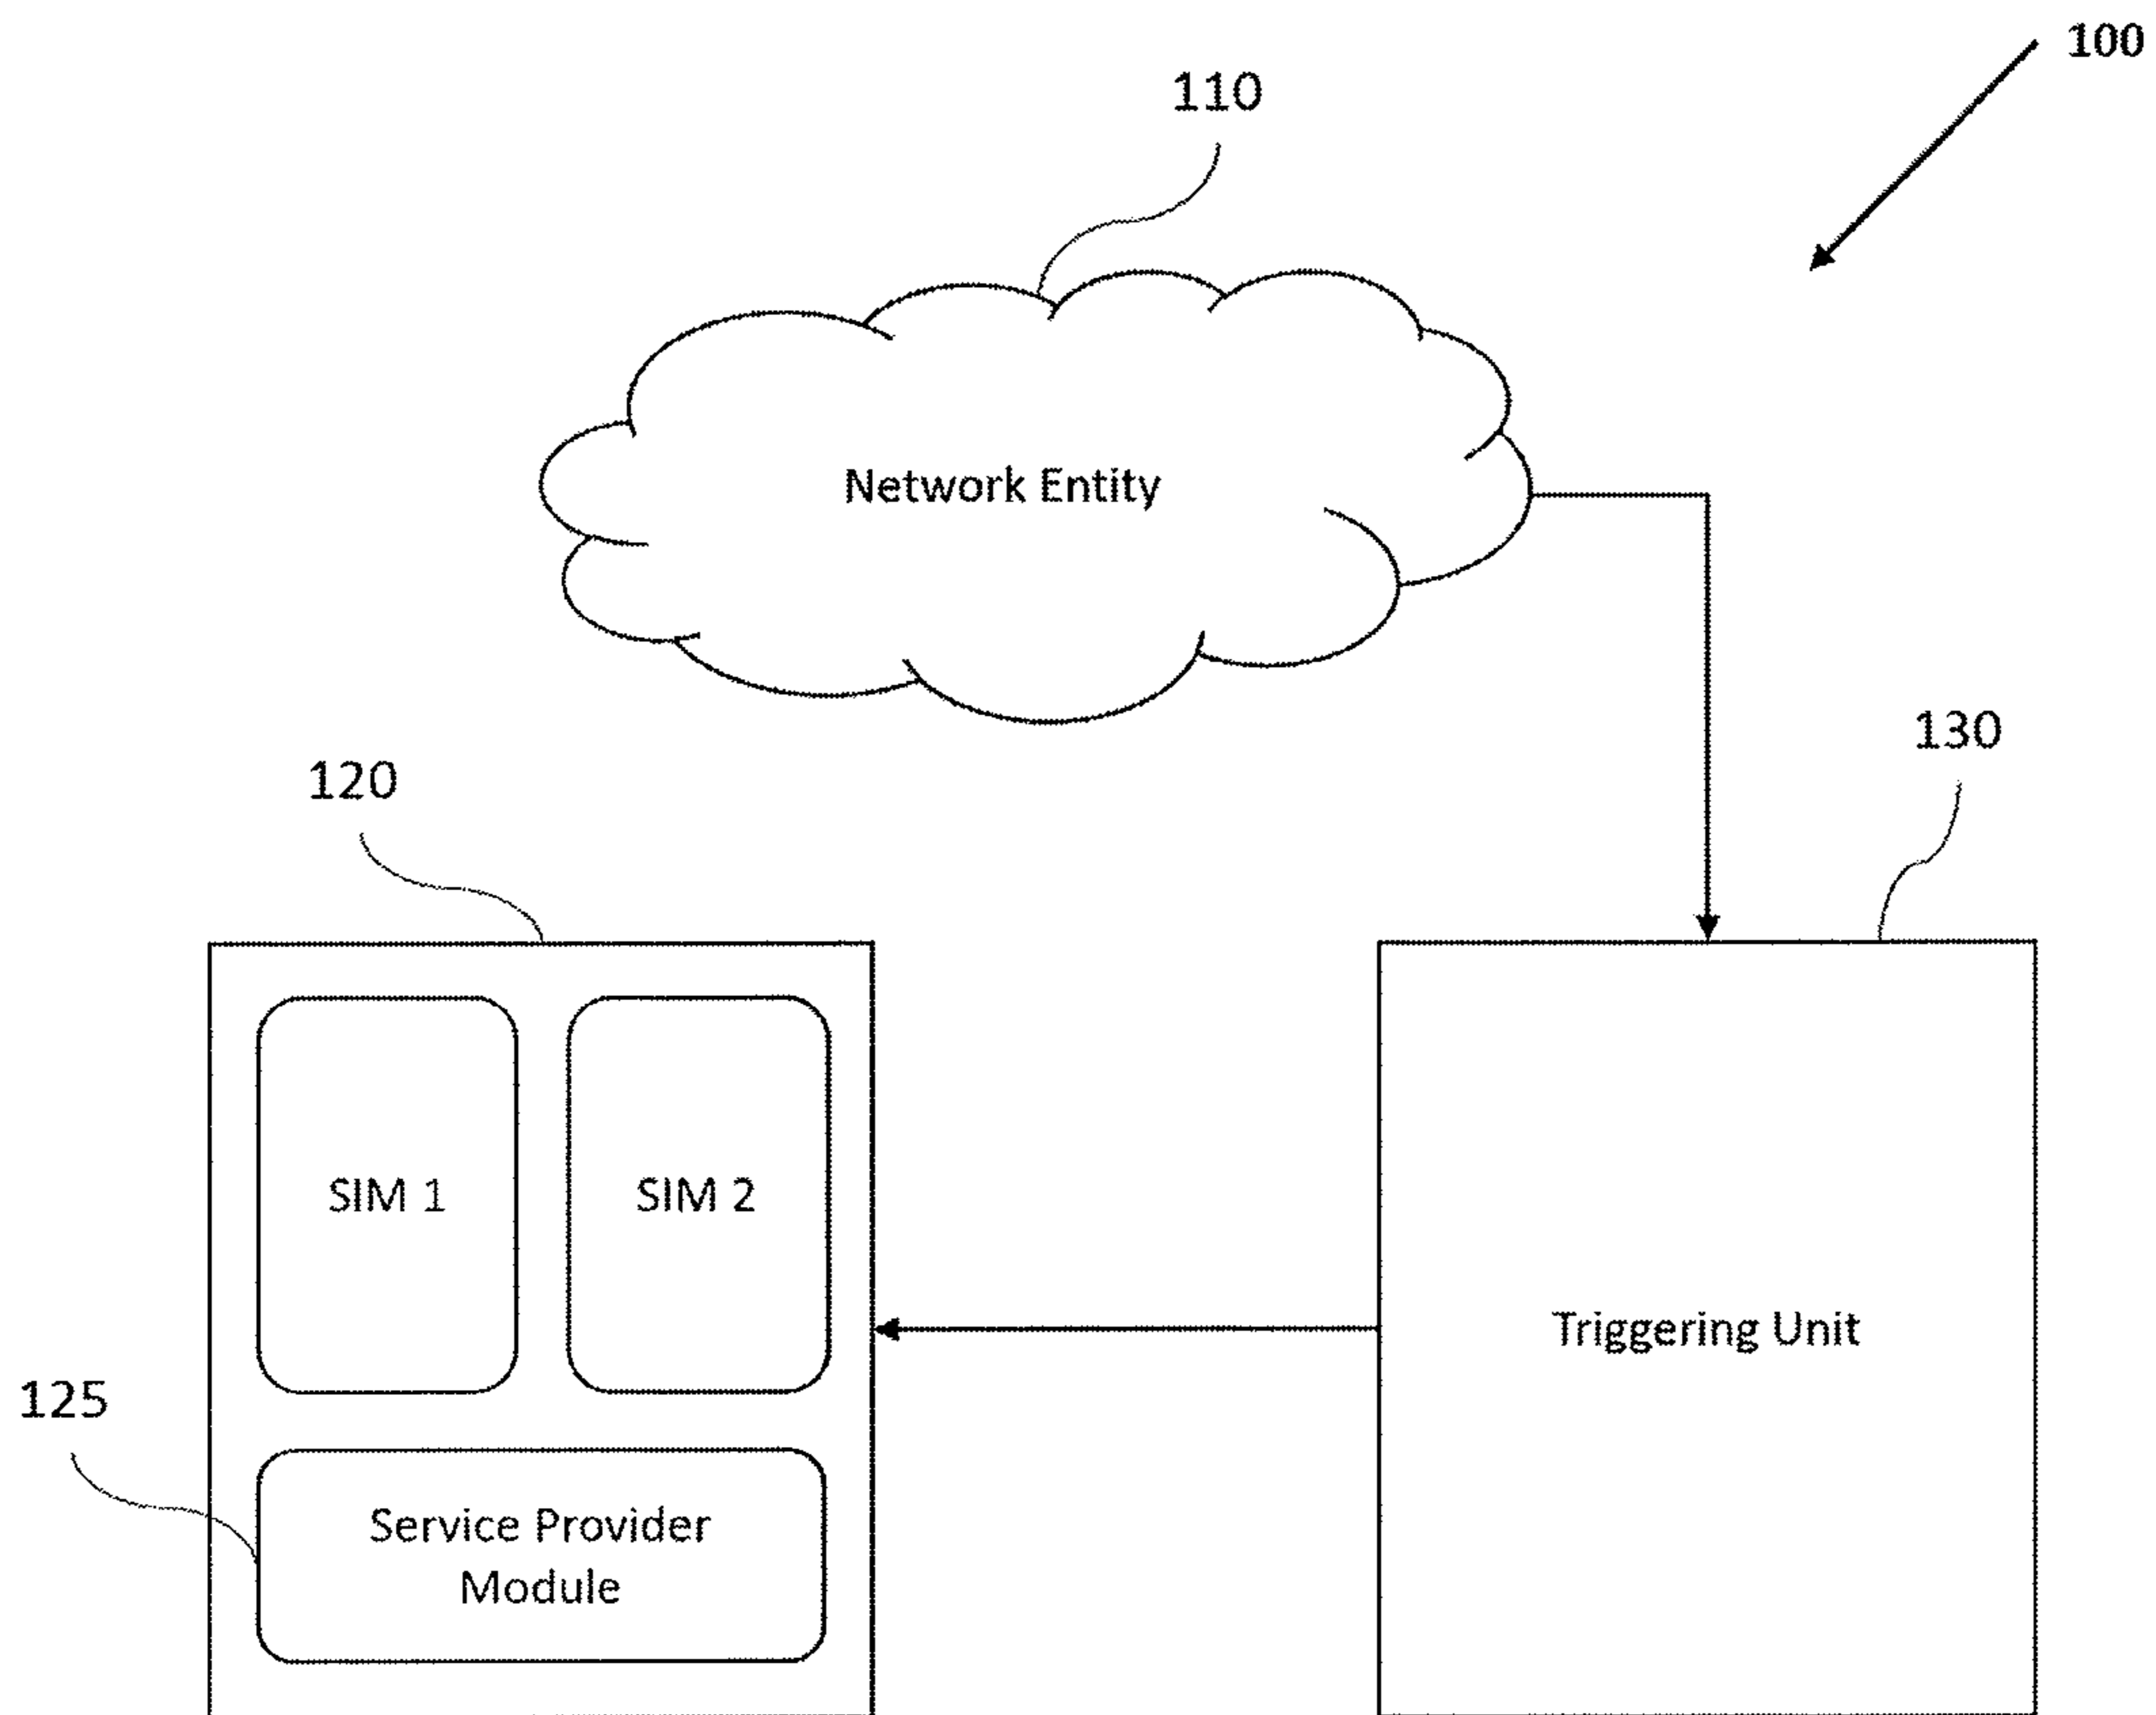 100
110
Network Entity
130
120
SIM 1
SIM 2
Triggering Unit
125
Service Provider
Module